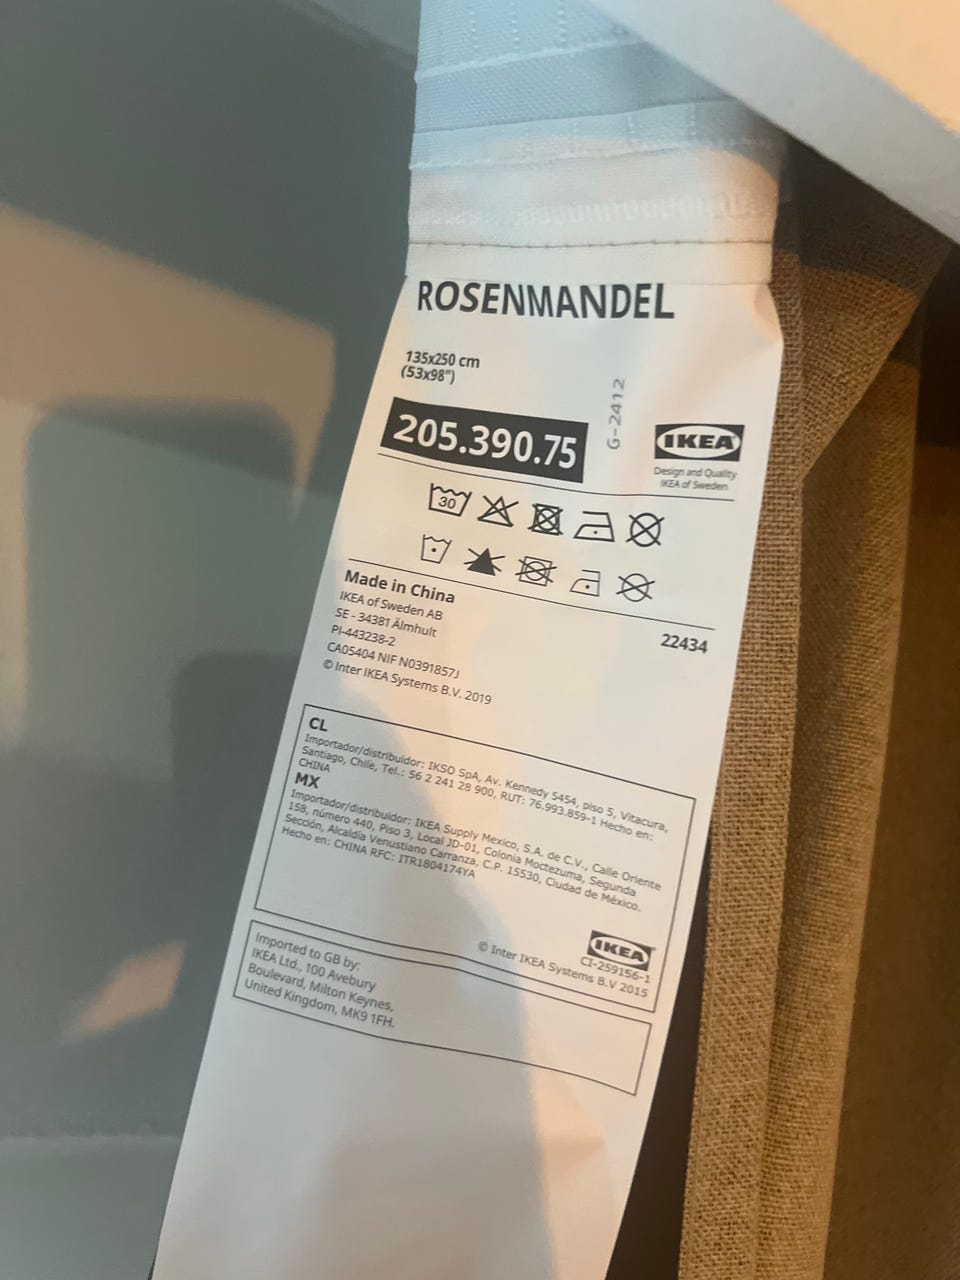 ROSENMANDEL
135x250 cm
(53x98")
205.390.75
G-2412
IKEA
Design and Quality
IKEA of Sweden
30
Made in China
IKEA of Sweden AB
SE - 34381 Älmhult
PI-443238-2
CA05404 NIF N0391857J
© Inter IKEA Systems B.V. 2019
22434
CL
Importador/distribuidor: IKSO SpA, Av. Kennedy 5454, piso 5, Vitacura,
Santiago, Chile, Tel.: 56 2 241 28 900, RUT: 76.993.859-1 Hecho en:
CHINA
MX
Importador/distribuidor: IKEA Supply Mexico, S.A. de C.V., Calle Oriente
158, número 440, Piso 3, Local JD-01, Colonia Moctezuma, Segunda
Sección, Alcaldía Venustiano Carranza, C.P. 15530, Ciudad de México.
Hecho en: CHINA RFC: ITR1804174YA
IKEA
CI-259156-1
© Inter IKEA Systems B.V 2015
Imported to GB by:
IKEA Ltd., 100 Avebury
Boulevard, Milton Keynes,
United Kingdom, MK9 1FH.